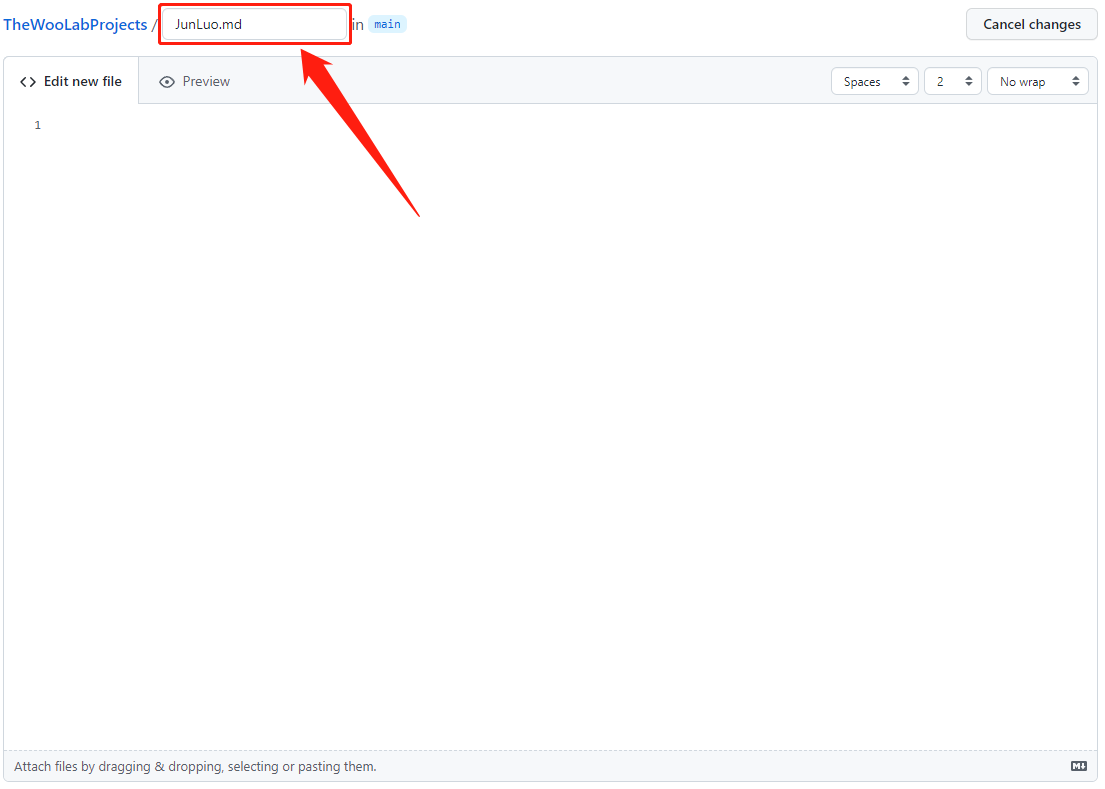 TheWooLabProjects / JunLuo.md in main Cancel changes
Edit new file Preview Spaces 2 No wrap
1
Attach files by dragging & dropping, selecting or pasting them.